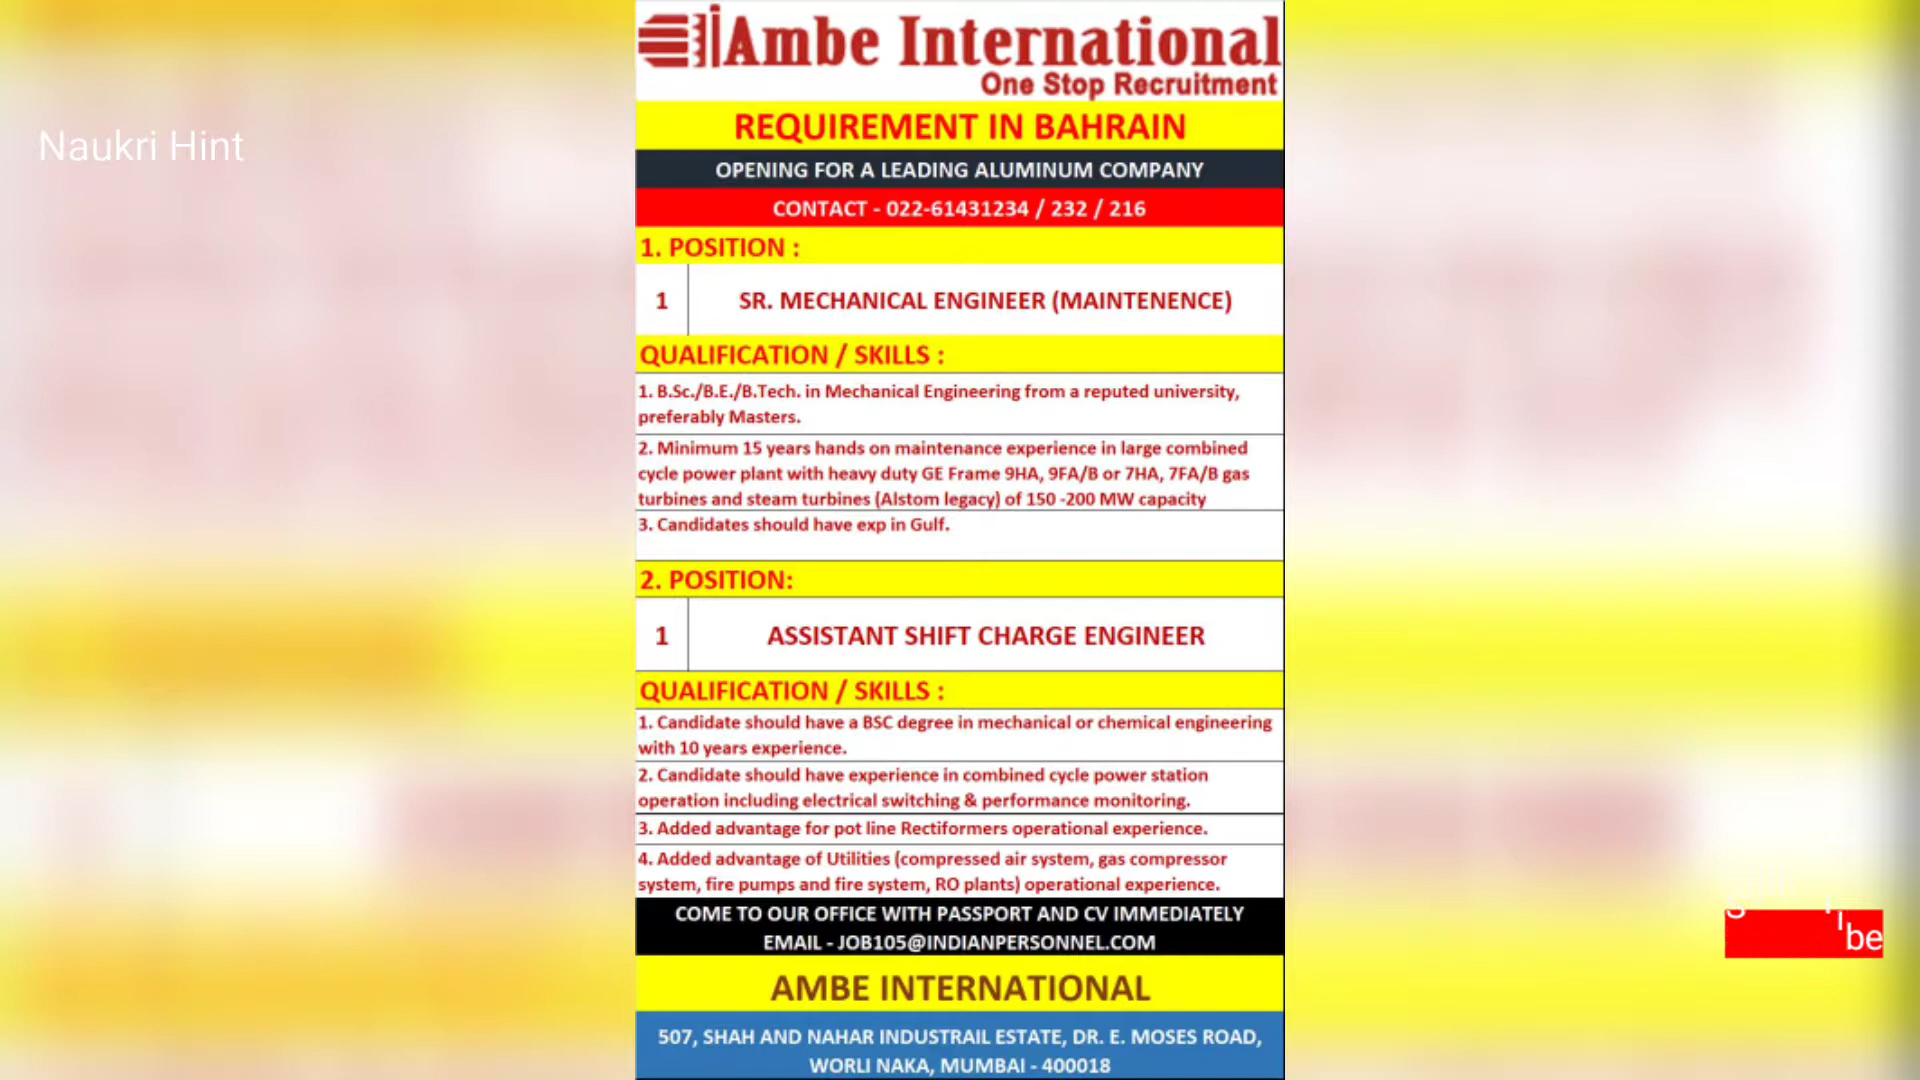 Naukri Hint
Ambe International
One Stop Recruitment
REQUIREMENT IN BAHRAIN
OPENING FOR A LEADING ALUMINUM COMPANY
CONTACT - 022-61431234 / 232 / 216
1. POSITION :
1 SR. MECHANICAL ENGINEER (MAINTENENCE)
QUALIFICATION / SKILLS :
1. B.Sc./B.E./B.Tech. in Mechanical Engineering from a reputed university,
preferably Masters.
2. Minimum 15 years hands on maintenance experience in large combined
cycle power plant with heavy duty GE Frame 9HA, 9FA/B or 7HA, 7FA/B gas
turbines and steam turbines (Alstom legacy) of 150 -200 MW capacity
3. Candidates should have exp in Gulf.
2. POSITION:
1 ASSISTANT SHIFT CHARGE ENGINEER
QUALIFICATION / SKILLS :
1. Candidate should have a BSC degree in mechanical or chemical engineering
with 10 years experience.
2. Candidate should have experience in combined cycle power station
operation including electrical switching & performance monitoring.
3. Added advantage for pot line Rectiformers operational experience.
4. Added advantage of Utilities (compressed air system, gas compressor
system, fire pumps and fire system, RO plants) operational experience.
COME TO OUR OFFICE WITH PASSPORT AND CV IMMEDIATELY
EMAIL - JOB105@INDIANPERSONNEL.COM
AMBE INTERNATIONAL
507, SHAH AND NAHAR INDUSTRAIL ESTATE, DR. E. MOSES ROAD,
WORLI NAKA, MUMBAI - 400018
be